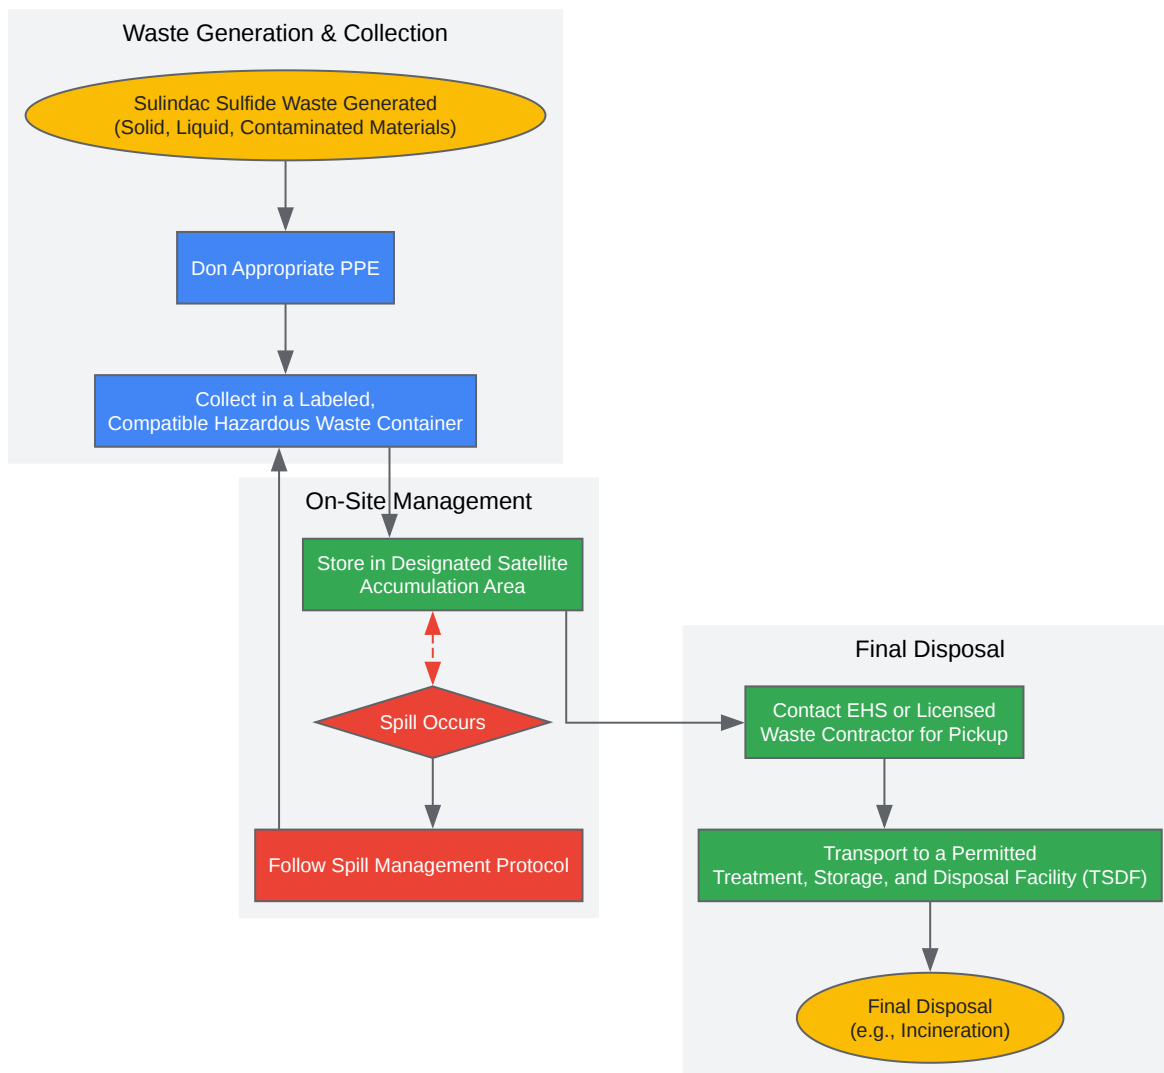 Waste Generation & Collection
Sulindac Sulfide Waste Generated
(Solid, Liquid, Contaminated Materials)
Don Appropriate PPE
Collect in a Labeled,
Compatible Hazardous Waste Container
On-Site Management
Store in Designated Satellite
Accumulation Area
Spill Occurs
Follow Spill Management Protocol
Final Disposal
Contact EHS or Licensed
Waste Contractor for Pickup
Transport to a Permitted
Treatment, Storage, and Disposal Facility (TSDF)
Final Disposal
(e.g., Incineration)